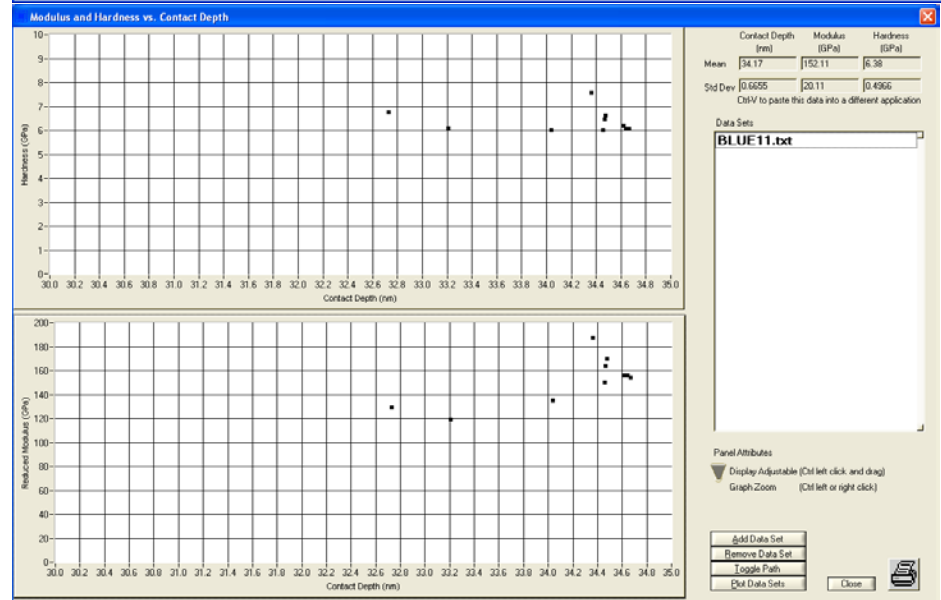 Modulus and Hardness vs. Contact Depth
Contact Depth Modulus Hardness
(nm) (GPa) (GPa)
Mean 34.17 152.11 6.38
Std Dev 0.6655 20.11 0.4966
Ctrl-V to paste this data into a different application
Data Sets
BLUE11.txt
Hardness (GPa)
10
9
8
7
6
5
4
3
2
1
0
30.0 30.2 30.4 30.6 30.8 31.0 31.2 31.4 31.6 31.8 32.0 32.2 32.4 32.6 32.8 33.0 33.2 33.4 33.6 33.8 34.0 34.2 34.4 34.6 34.8 35.0
Contact Depth (nm)
Reduced Modulus (GPa)
200
180
160
140
120
100
80
60
40
20
0
30.0 30.2 30.4 30.6 30.8 31.0 31.2 31.4 31.6 31.8 32.0 32.2 32.4 32.6 32.8 33.0 33.2 33.4 33.6 33.8 34.0 34.2 34.4 34.6 34.8 35.0
Contact Depth (nm)
Panel Attributes
Display Adjustable (Ctrl left click and drag)
Graph Zoom (Ctrl left or right click)
Add Data Set
Remove Data Set
Toggle Path
Plot Data Sets
Close